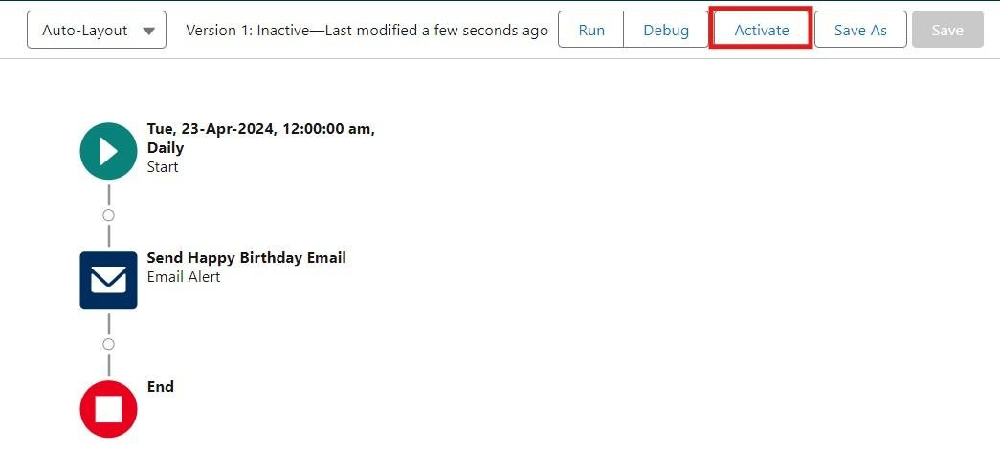 Auto-Layout Version 1: Inactive—Last modified a few seconds ago Run Debug Activate Save As Save
Tue, 23-Apr-2024, 12:00:00 am,
Daily
Start
Send Happy Birthday Email
Email Alert
End